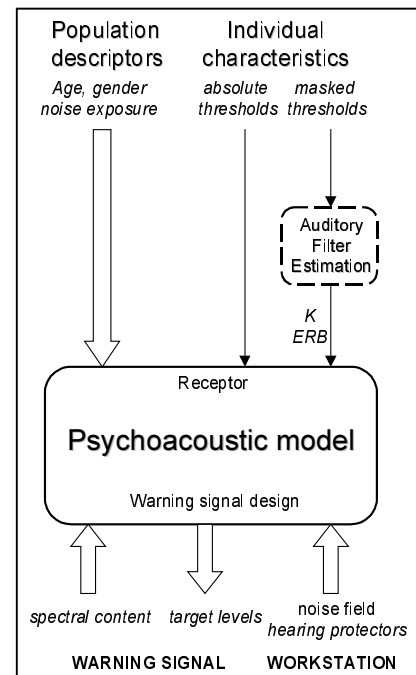 Population
descriptors
Age, gender
noise exposure
Individual
characteristics
absolute
thresholds
masked
thresholds
Auditory
Filter
Estimation
K
ERB
Receptor
Psychoacoustic model
Warning signal design
spectral content
target levels
noise field
hearing protectors
WARNING SIGNAL
WORKSTATION